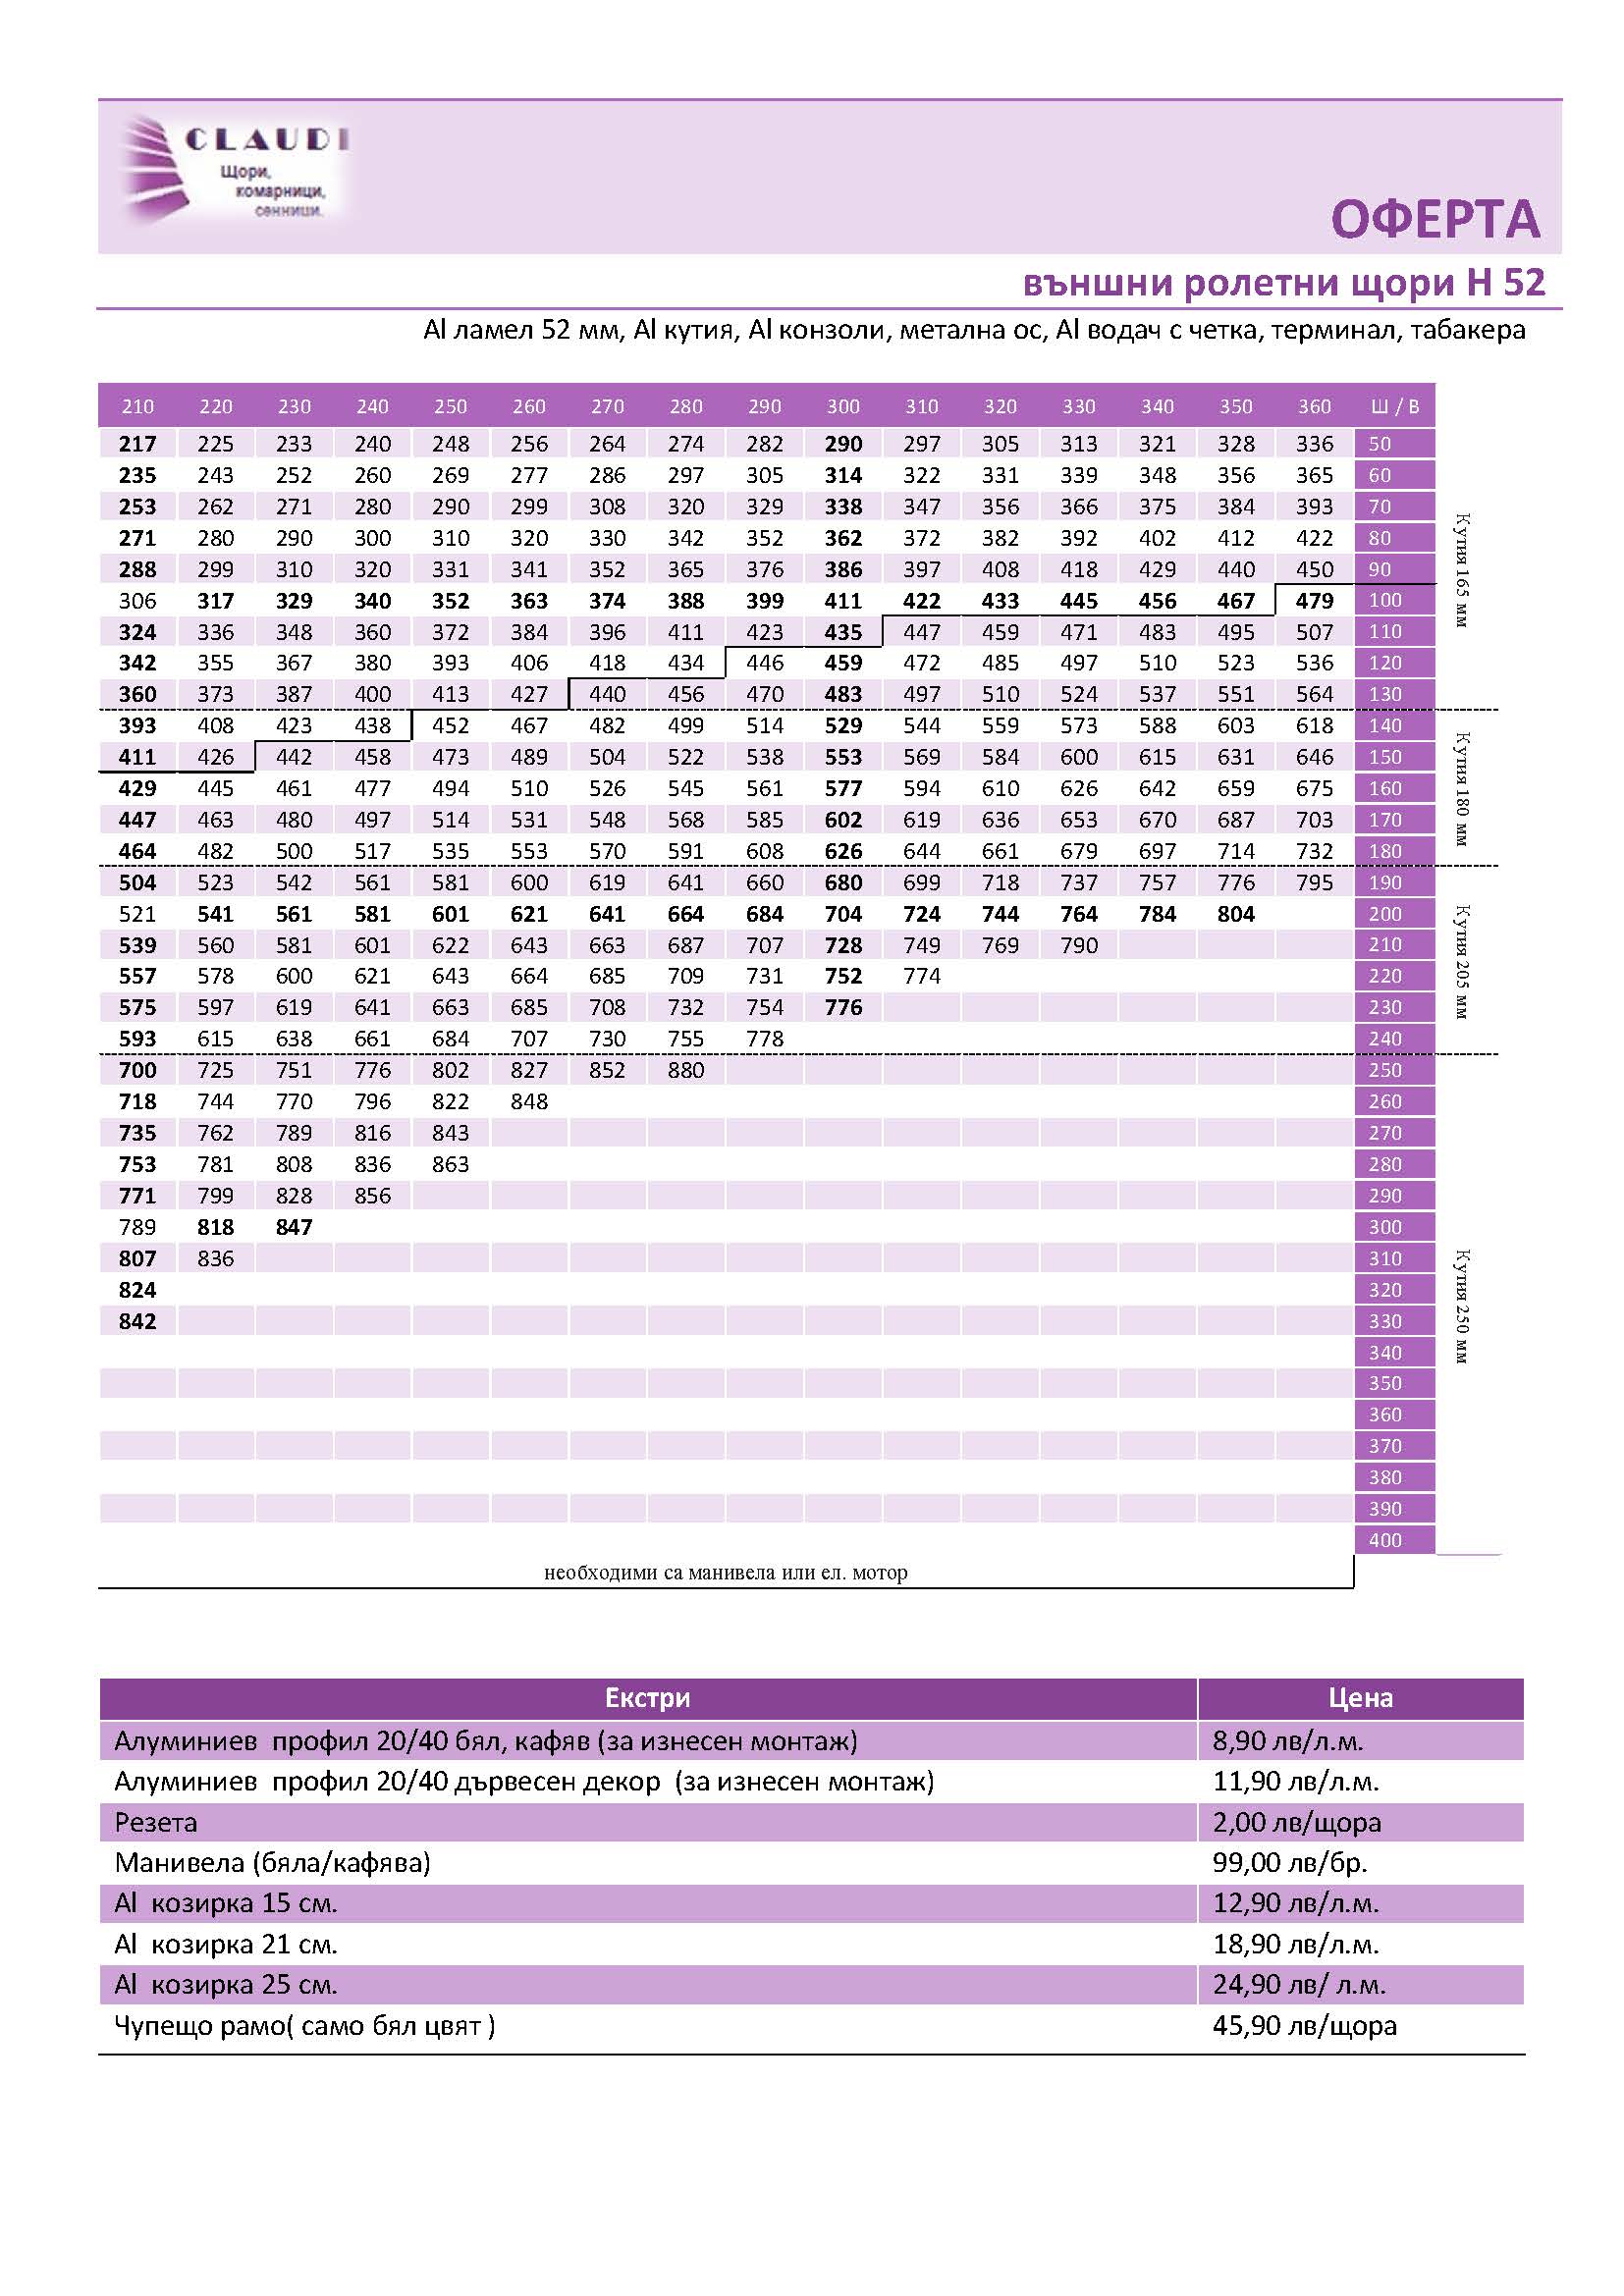 CLAUDI
Щори,
комарници,
сенници.
ОФЕРТА
външни ролетни щори Н 52
Al ламел 52 мм, Al кутия, Al конзоли, метална ос, Al водач с четка, терминал, табакера
210 220 230 240 250 260 270 280 290 300 310 320 330 340 350 360 Ш / В
217 225 233 240 248 256 264 274 282 290 297 305 313 321 328 336 50
235 243 252 260 269 277 286 297 305 314 322 331 339 348 356 365 60
253 262 271 280 290 299 308 320 329 338 347 356 366 375 384 393 70
271 280 290 300 310 320 330 342 352 362 372 382 392 402 412 422 80
288 299 310 320 331 341 352 365 376 386 397 408 418 429 440 450 90
306 317 329 340 352 363 374 388 399 411 422 433 445 456 467 479 100
324 336 348 360 372 384 396 411 423 435 447 459 471 483 495 507 110
342 355 367 380 393 406 418 434 446 459 472 485 497 510 523 536 120
360 373 387 400 413 427 440 456 470 483 497 510 524 537 551 564 130
Кутия 165 мм
393 408 423 438 452 467 482 499 514 529 544 559 573 588 603 618 140
411 426 442 458 473 489 504 522 538 553 569 584 600 615 631 646 150
429 445 461 477 494 510 526 545 561 577 594 610 626 642 659 675 160
447 463 480 497 514 531 548 568 585 602 619 636 653 670 687 703 170
464 482 500 517 535 553 570 591 608 626 644 661 679 697 714 732 180
Кутия 180 мм
504 523 542 561 581 600 619 641 660 680 699 718 737 757 776 795 190
521 541 561 581 601 621 641 664 684 704 724 744 764 784 804 200
539 560 581 601 622 643 663 687 707 728 749 769 790 210
557 578 600 621 643 664 685 709 731 752 774 220
575 597 619 641 663 685 708 732 754 776 230
593 615 638 661 684 707 730 755 778 240
Кутия 205 мм
700 725 751 776 802 827 852 880 250
718 744 770 796 822 848 260
735 762 789 816 843 270
753 781 808 836 863 280
771 799 828 856 290
789 818 847 300
807 836 310
824 320
842 330
340
350
360
370
380
390
400
Кутия 250 мм
необходими са манивела или ел. мотор
Екстри Цена
Алуминиев профил 20/40 бял, кафяв (за изнесен монтаж) 8,90 лв/л.м.
Алуминиев профил 20/40 дървесен декор (за изнесен монтаж) 11,90 лв/л.м.
Резета 2,00 лв/щора
Манивела (бяла/кафява) 99,00 лв/бр.
Al козирка 15 см. 12,90 лв/л.м.
Al козирка 21 см. 18,90 лв/л.м.
Al козирка 25 см. 24,90 лв/ л.м.
Чупещо рамо( само бял цвят ) 45,90 лв/щора